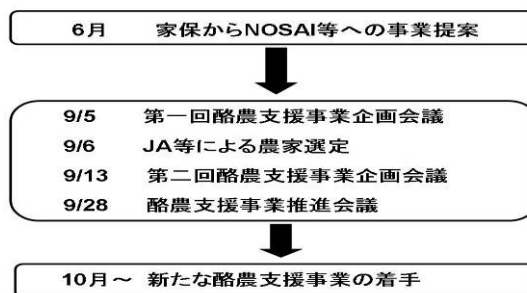 6月 家保からNOSAI等への事業提案
9/5 第一回酪農支援事業企画会議
9/6 JA等による農家選定
9/13 第二回酪農支援事業企画会議
9/28 酪農支援事業推進会議
10月～ 新たな酪農支援事業の着手